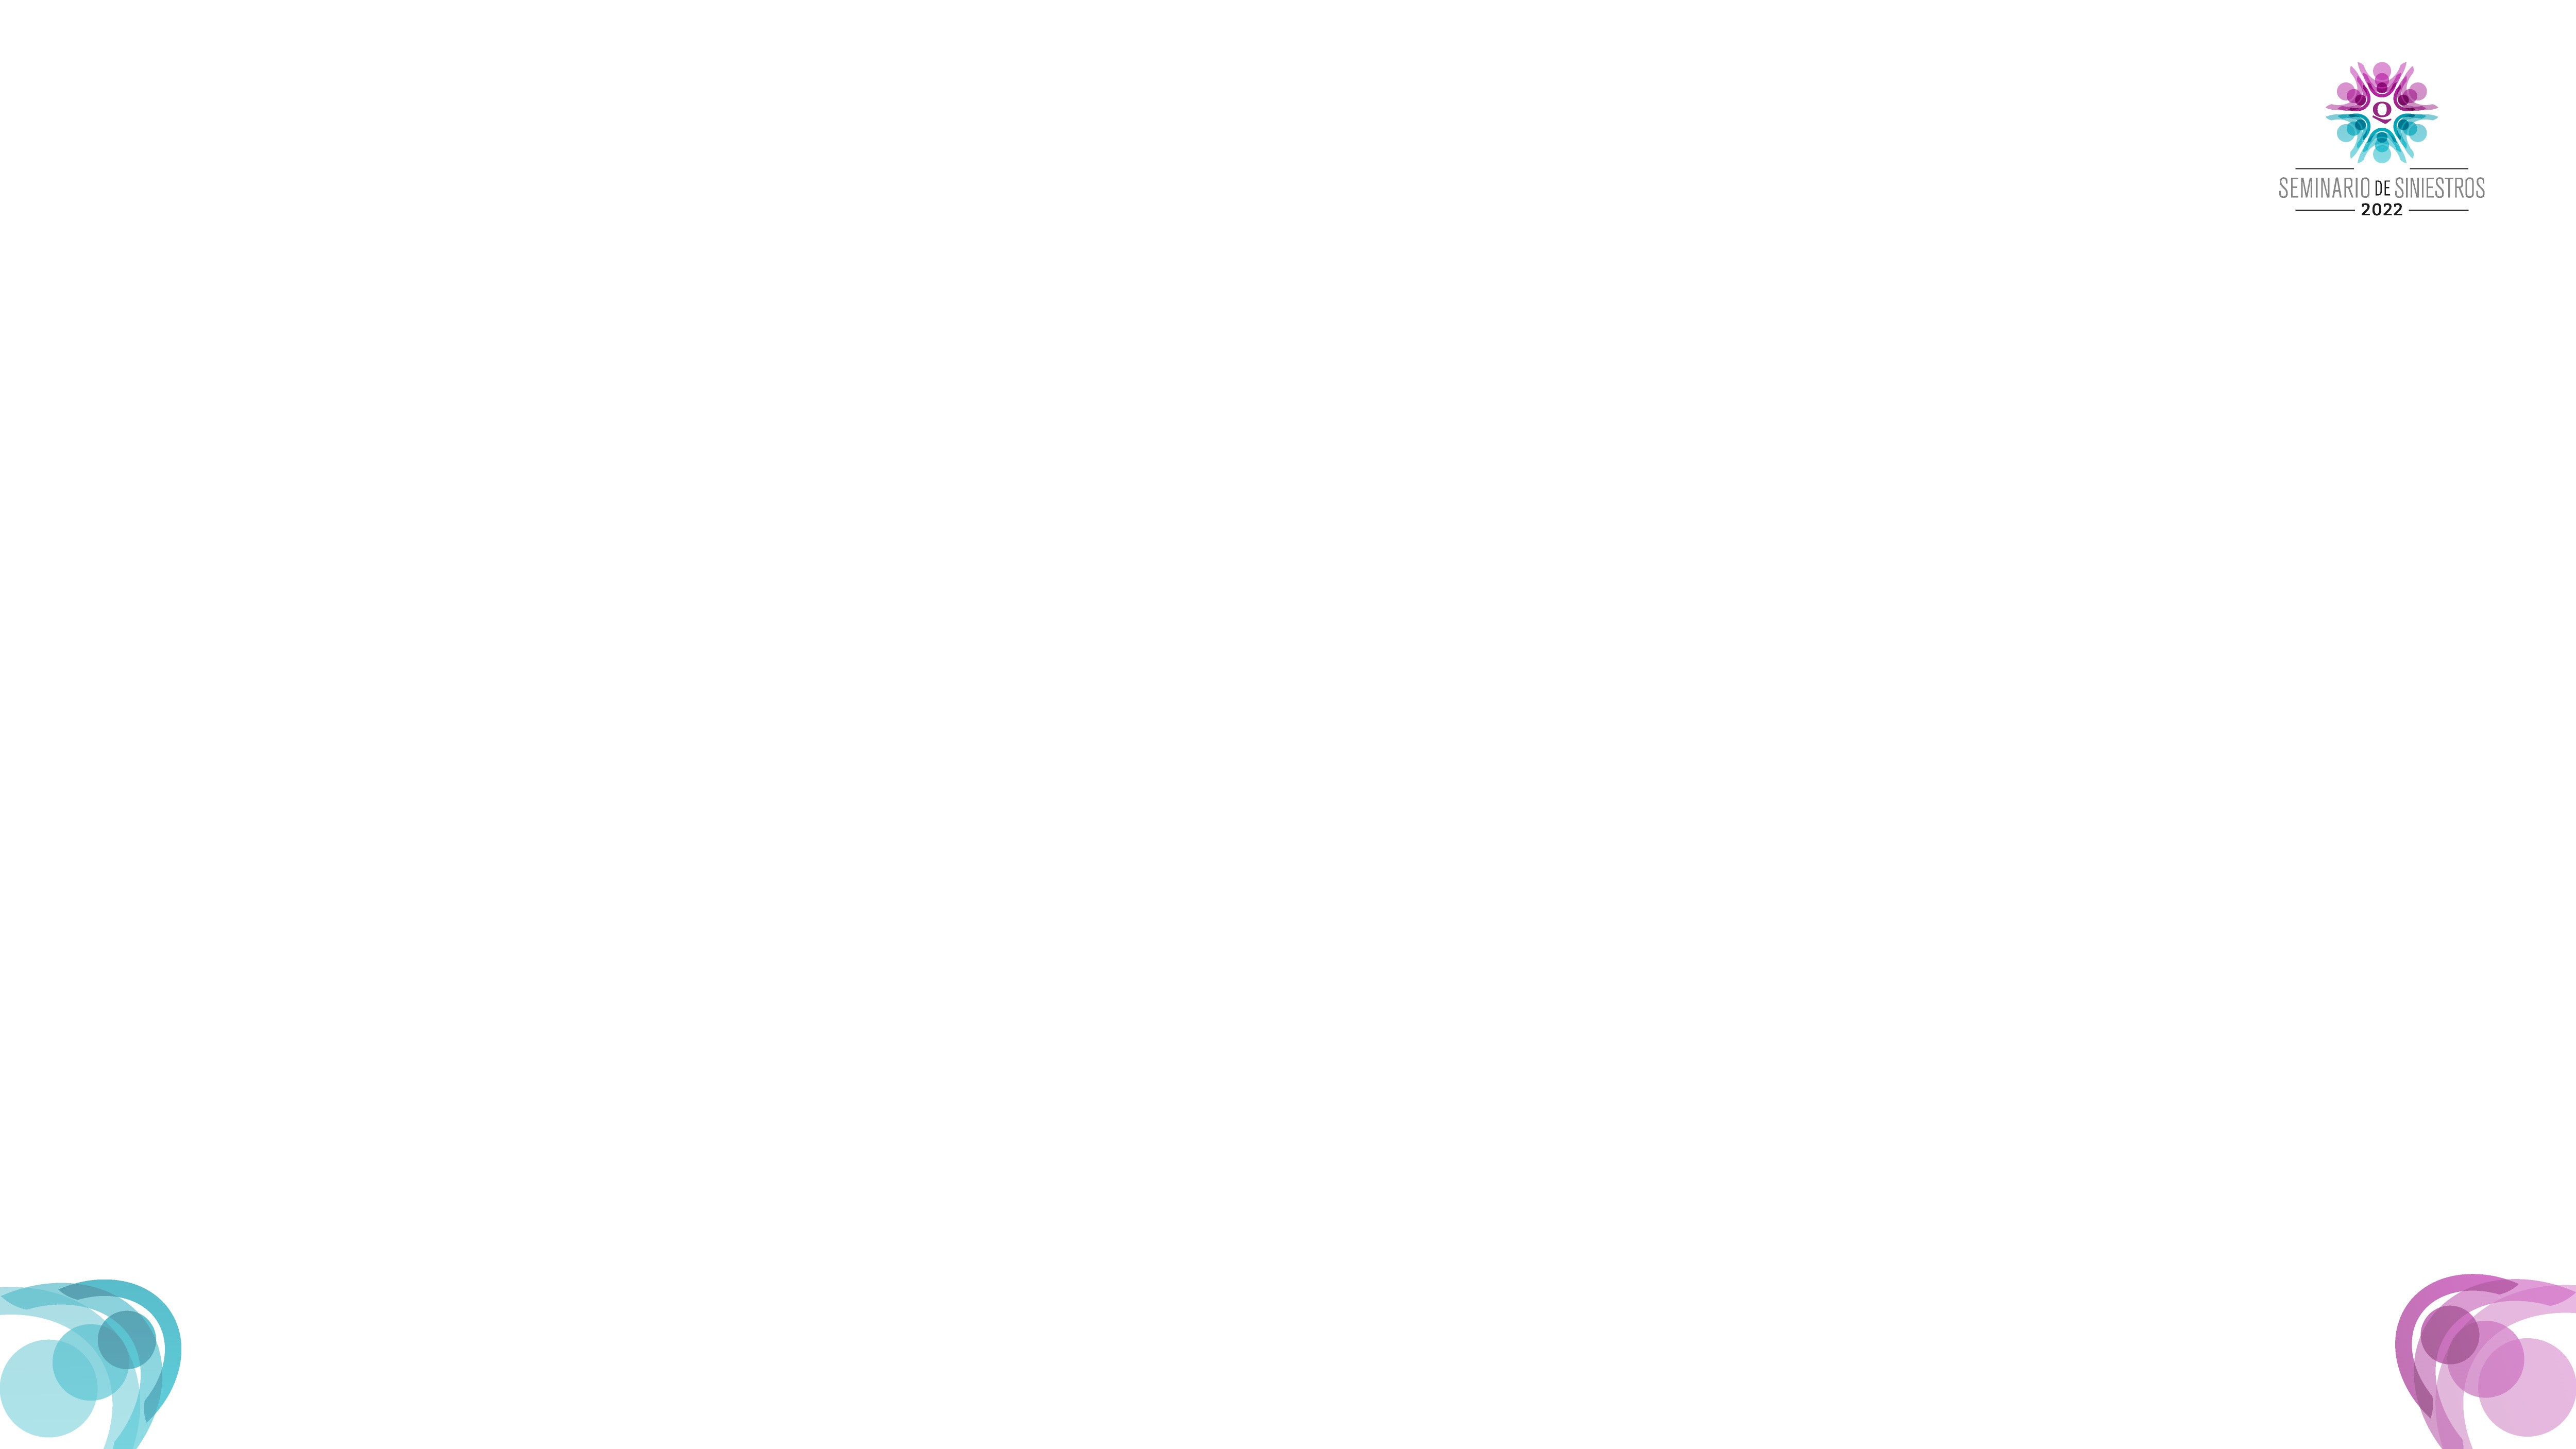 Q
SEMINARIO DE SINIESTROS
2022